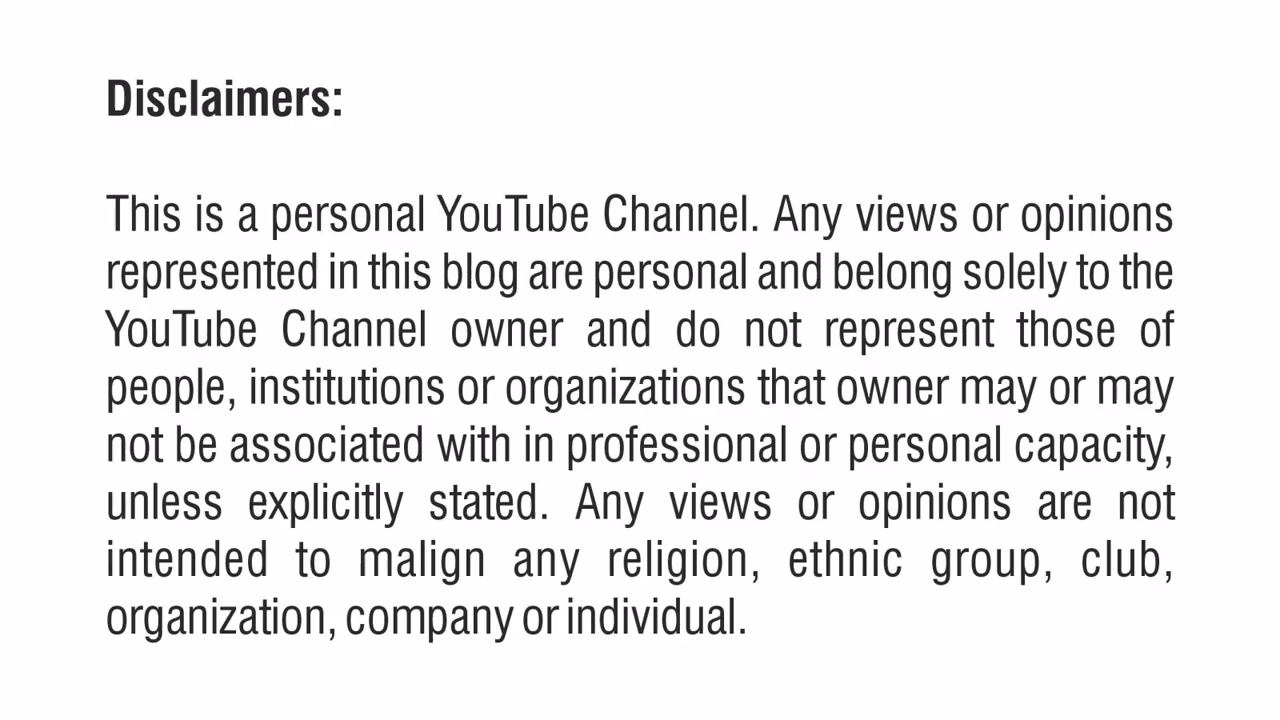 Disclaimers:
This is a personal YouTube Channel. Any views or opinions
represented in this blog are personal and belong solely to the
YouTube Channel owner and do not represent those of
people, institutions or organizations that owner may or may
not be associated with in professional or personal capacity,
unless explicitly stated. Any views or opinions are not
intended to malign any religion, ethnic group, club,
organization, company or individual.